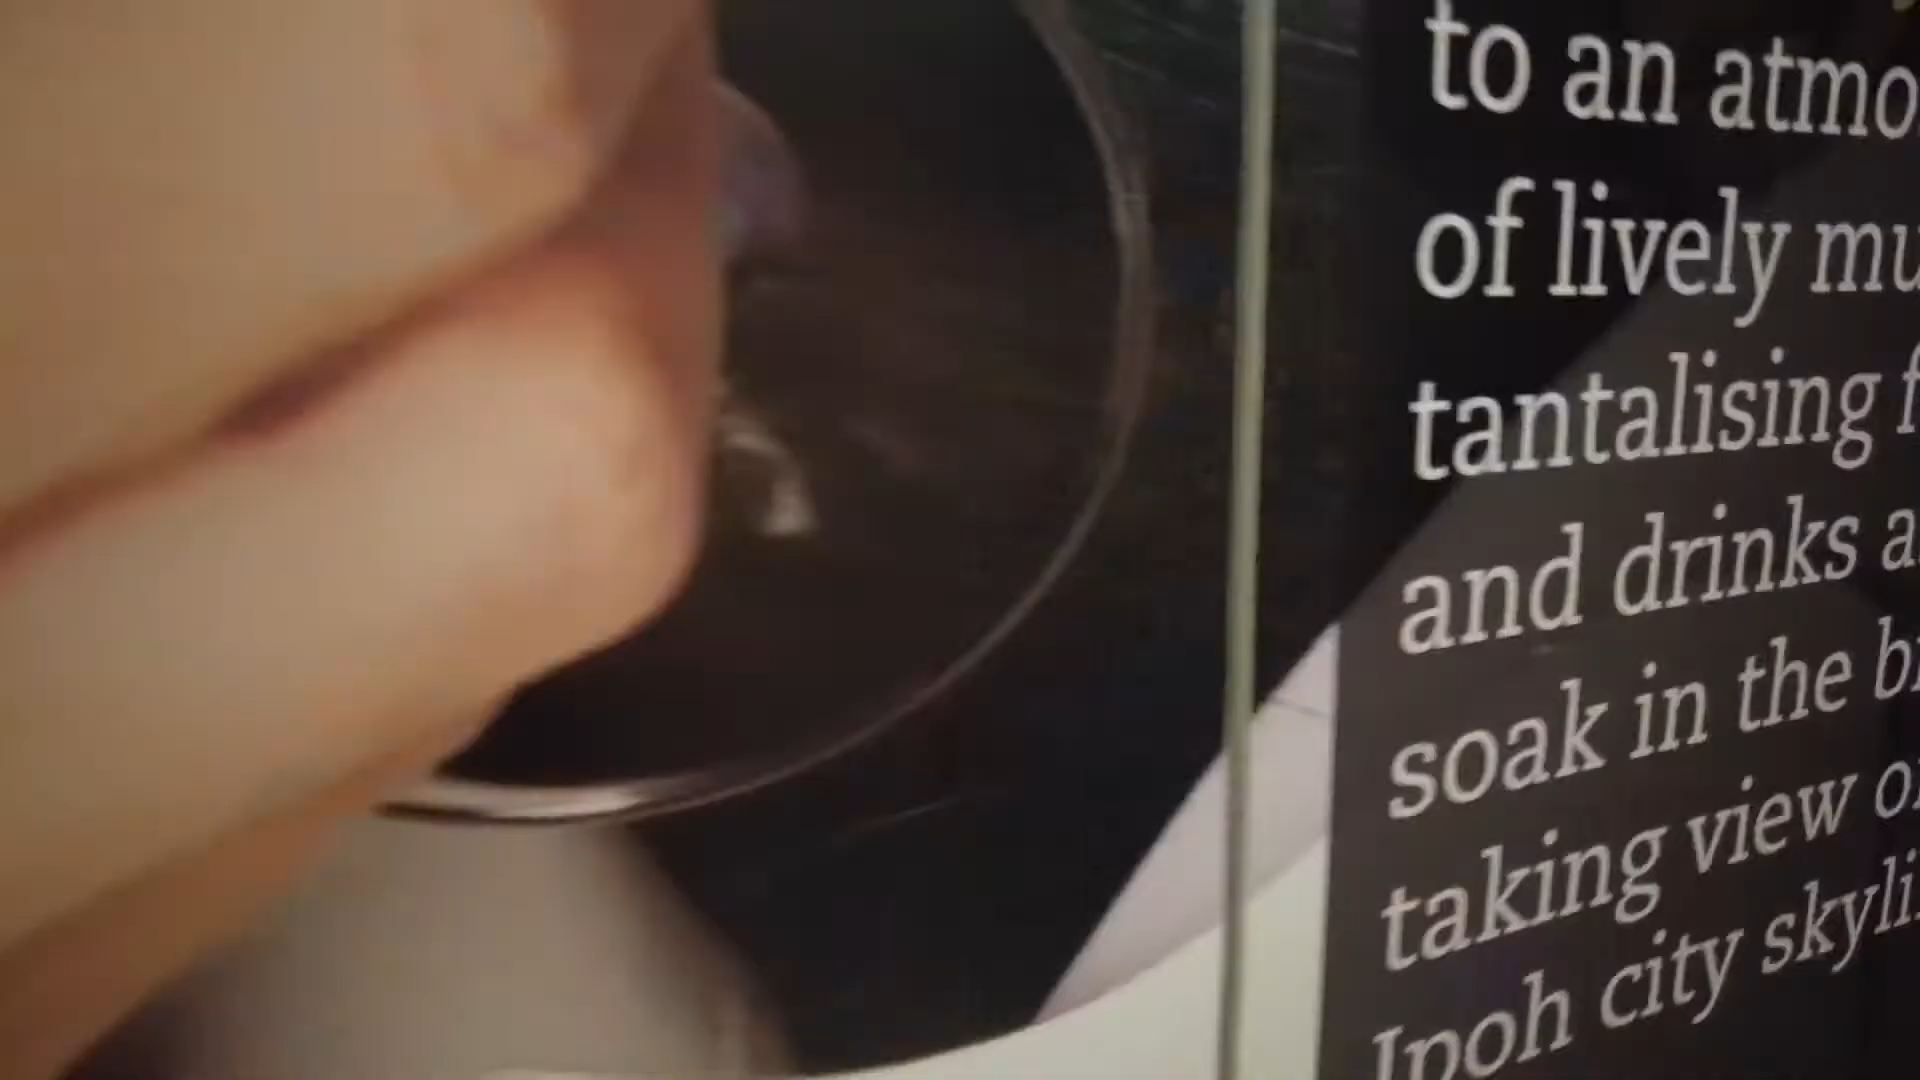 to an atmo
of lively mu
tantalising f
and drinks a
soak in the b
taking view o
Ipoh city skyli